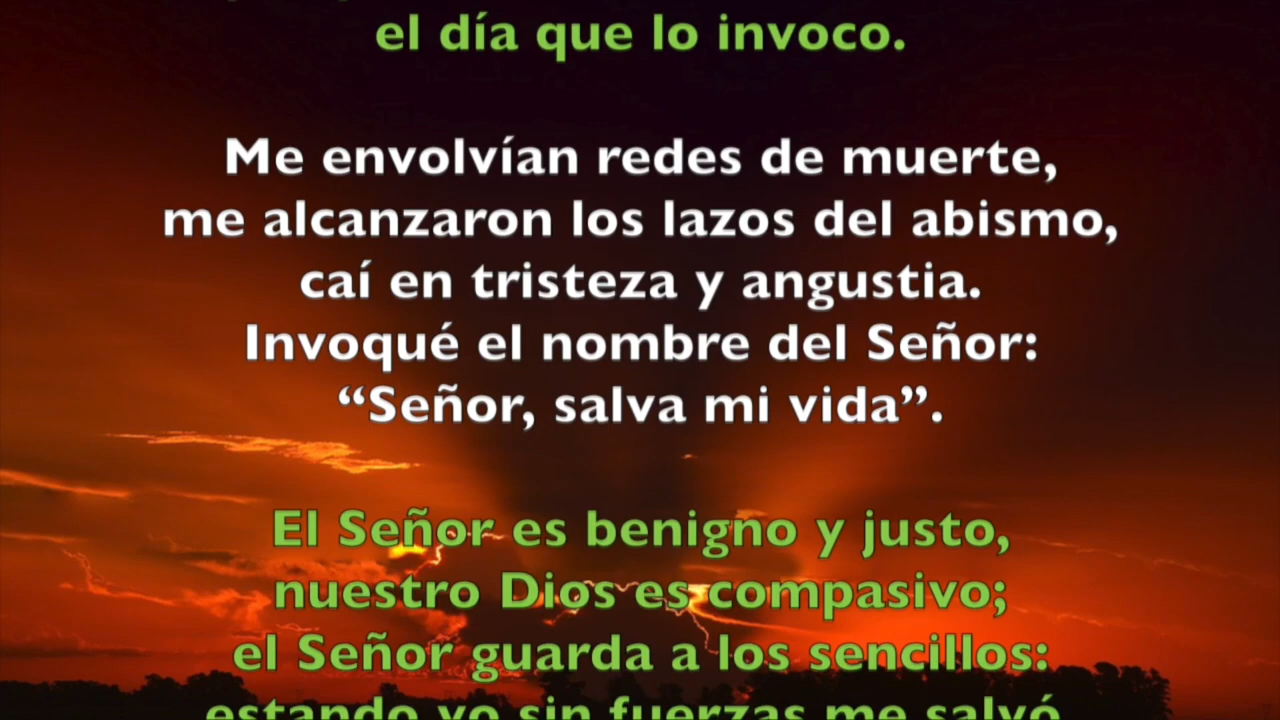 el día que lo invoco.
Me envolvían redes de muerte,
me alcanzaron los lazos del abismo,
caí en tristeza y angustia.
Invoqué el nombre del Señor:
“Señor, salva mi vida”.
El Señor es benigno y justo,
nuestro Dios es compasivo;
el Señor guarda a los sencillos:
estando yo sin fuerzas me salvó.